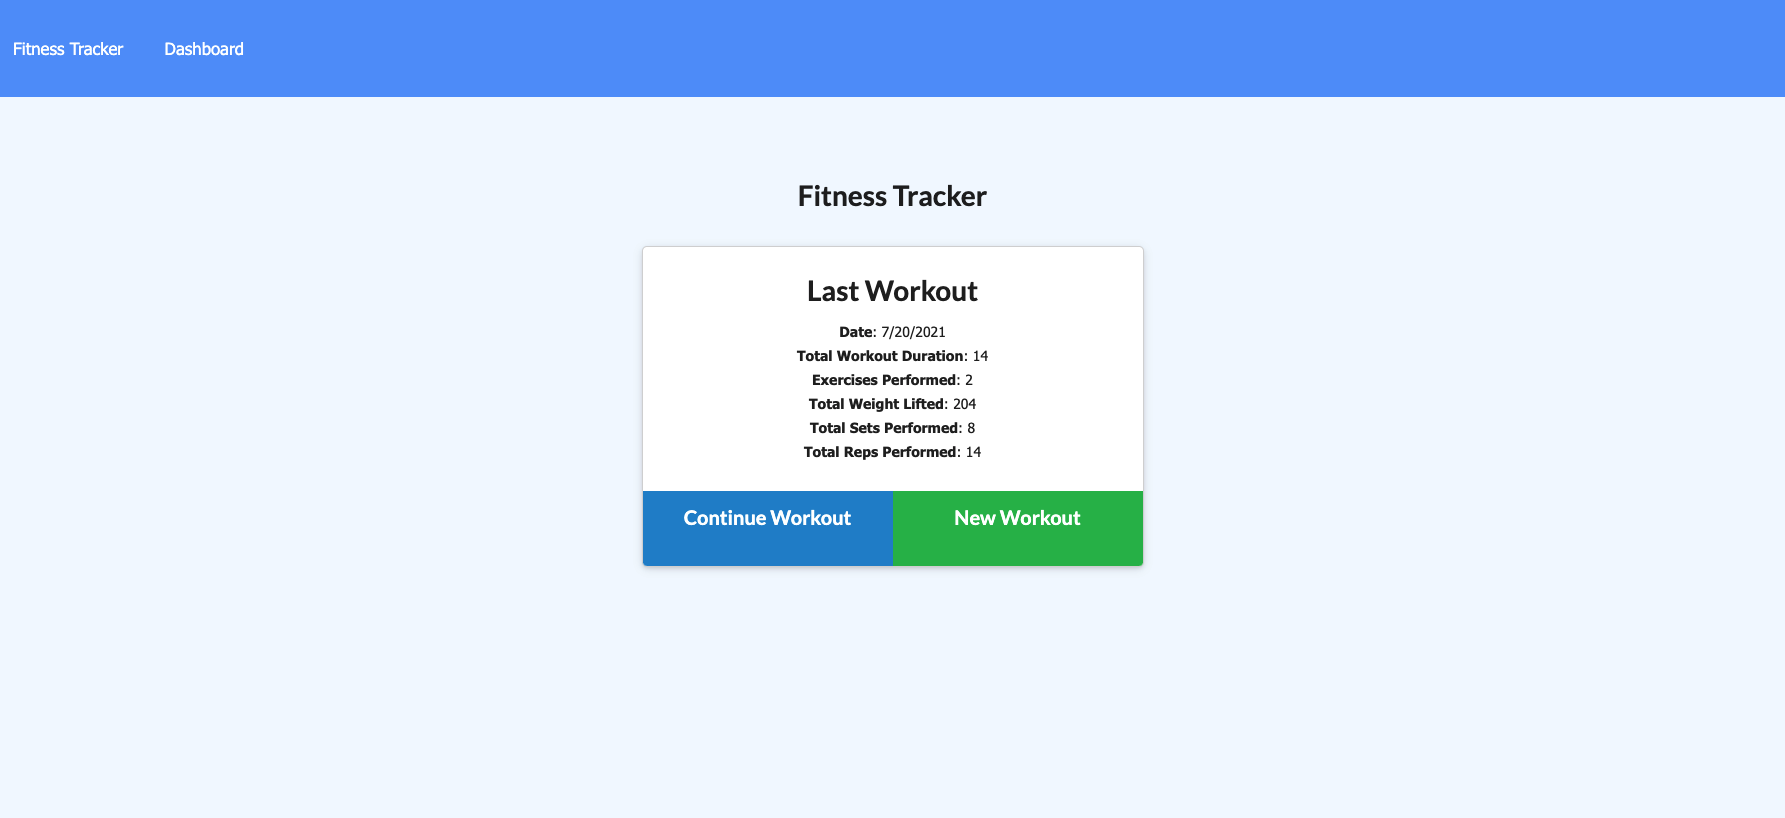 Fitness Tracker Dashboard
Fitness Tracker
Last Workout
Date: 7/20/2021
Total Workout Duration: 14
Exercises Performed: 2
Total Weight Lifted: 204
Total Sets Performed: 8
Total Reps Performed: 14
Continue Workout New Workout